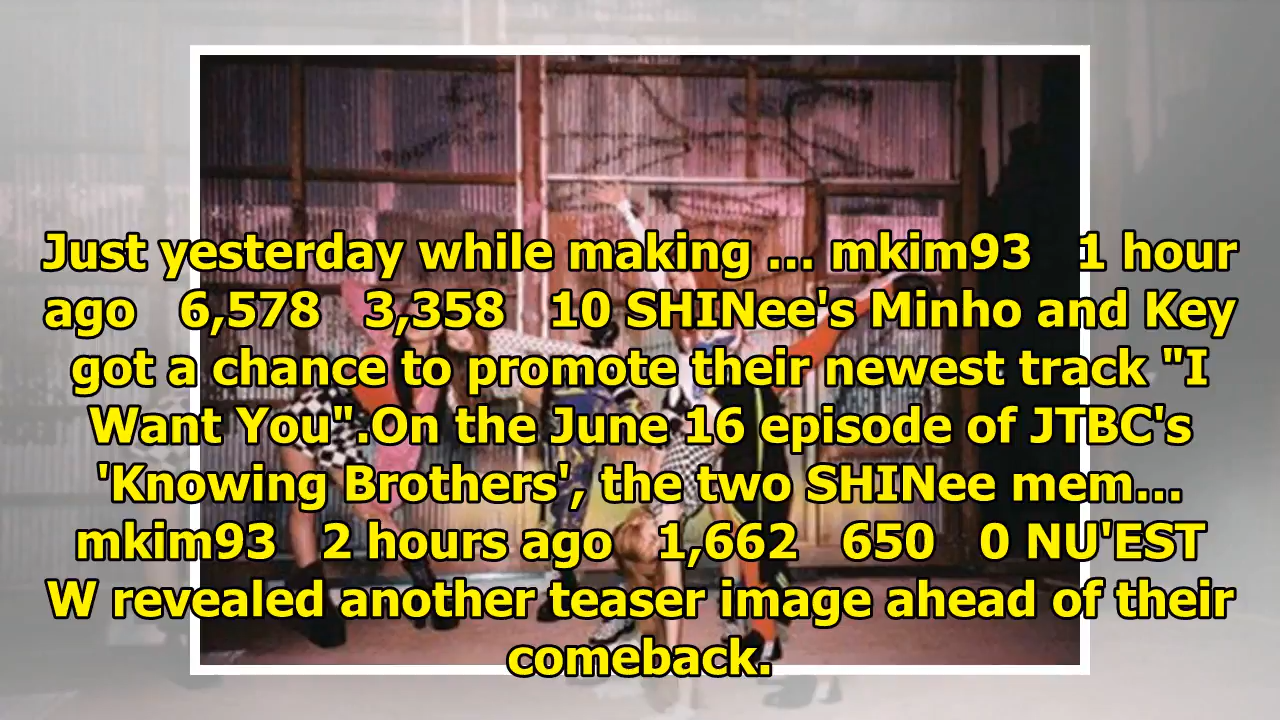 Just yesterday while making ... mkim93 1 hour
ago 6,578 3,358 10 SHINee's Minho and Key
got a chance to promote their newest track "I
Want You".On the June 16 episode of JTBC's
'Knowing Brothers', the two SHINee mem...
mkim93 2 hours ago 1,662 650 0 NU'EST
W revealed another teaser image ahead of their
comeback.